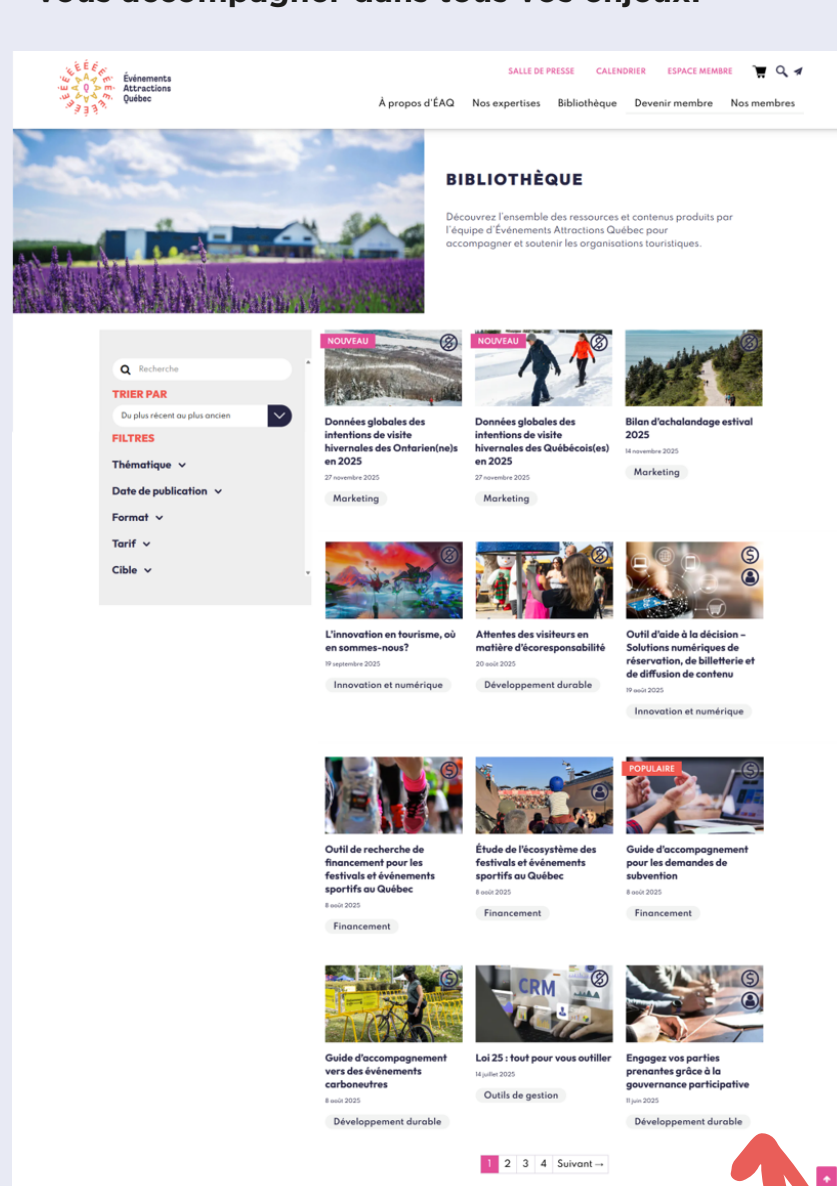 vous accompagner dans tous vos enjeux.
Événements
Attractions
Québec
SALLE DE PRESSE
CALENDRIER
ESPACE MEMBRE
À propos d'ÉAQ
Nos expertises
Bibliothèque
Devenir membre
Nos membres
BIBLIOTHÈQUE
Découvrez l'ensemble des ressources et contenus produits par
l'équipe d'Événements Attractions Québec pour
accompagner et soutenir les organisations touristiques.
Recherche
TRIER PAR
Du plus récent au plus ancien
FILTRES
Thématique
Date de publication
Format
Tarif
Cible
NOUVEAU
Données globales des
intentions de visite
hivernales des Ontarien(ne)s
en 2025
27 novembre 2025
Marketing
NOUVEAU
Données globales des
intentions de visite
hivernales des Québécois(es)
en 2025
27 novembre 2025
Marketing
Bilan d'achalandage estival
2025
14 novembre 2025
Marketing
L'innovation en tourisme, où
en sommes-nous?
19 septembre 2025
Innovation et numérique
Attentes des visiteurs en
matière d'écoresponsabilité
20 août 2025
Développement durable
Outil d'aide à la décision –
Solutions numériques de
réservation, de billetterie et
de diffusion de contenu
19 août 2025
Innovation et numérique
Outil de recherche de
financement pour les
festivals et événements
sportifs au Québec
8 août 2025
Financement
Étude de l'écosystème des
festivals et événements
sportifs au Québec
8 août 2025
Financement
POPULAIRE
Guide d'accompagnement
pour les demandes de
subvention
8 août 2025
Financement
Guide d'accompagnement
vers des événements
carboneutres
8 août 2025
Développement durable
CRM
Loi 25 : tout pour vous outiller
14 juillet 2025
Outils de gestion
Engagez vos parties
prenantes grâce à la
gouvernance participative
11 juin 2025
Développement durable
1 2 3 4 Suivant →